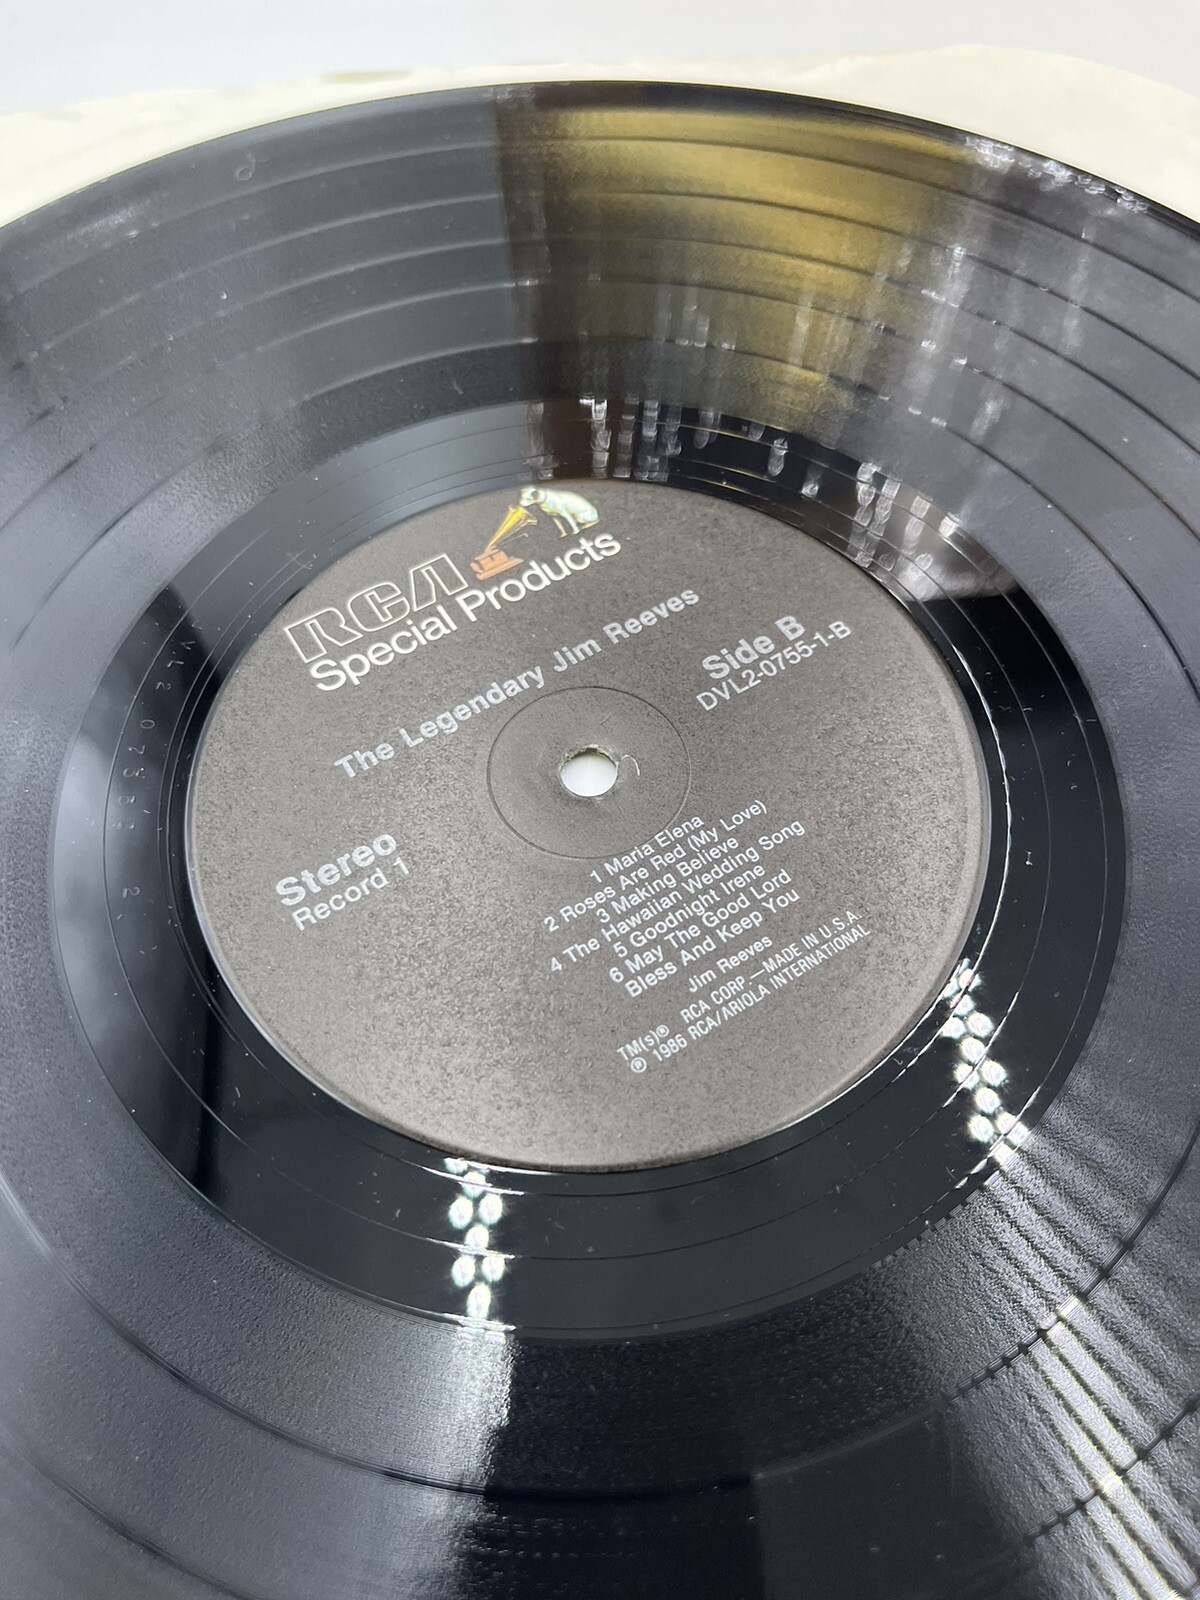 RCA
Special Products
The Legendary Jim Reeves
Side B
DVL2-0755-1-B
Stereo
Record 1
1 Maria Elena
2 Roses Are Red (My Love)
3 Making Believe
4 The Hawaiian Wedding Song
5 Goodnight Irene
6 May The Good Lord
Bless And Keep You
Jim Reeves
TM(s)® RCA CORP.—MADE IN U.S.A.
℗ 1986 RCA/ARIOLA INTERNATIONAL